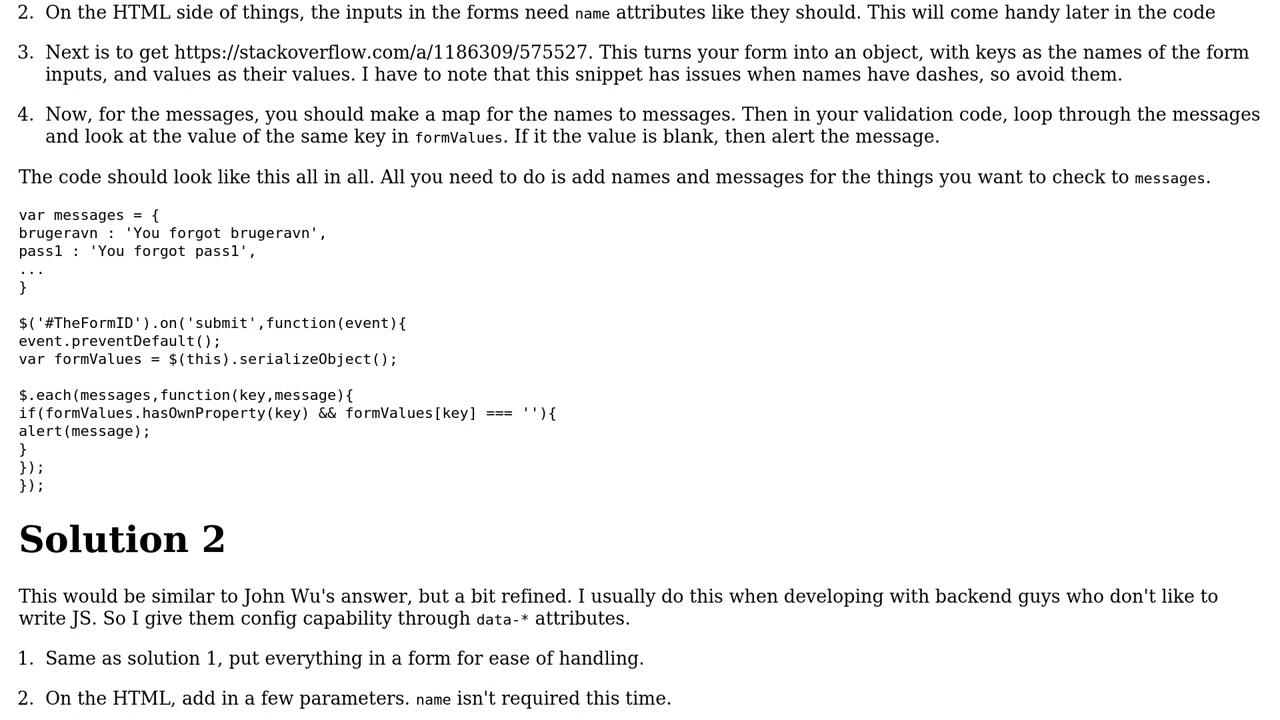 2. On the HTML side of things, the inputs in the forms need name attributes like they should. This will come handy later in the code
3. Next is to get https://stackoverflow.com/a/1186309/575527. This turns your form into an object, with keys as the names of the form
inputs, and values as their values. I have to note that this snippet has issues when names have dashes, so avoid them.
4. Now, for the messages, you should make a map for the names to messages. Then in your validation code, loop through the messages
and look at the value of the same key in formValues. If it the value is blank, then alert the message.
The code should look like this all in all. All you need to do is add names and messages for the things you want to check to messages.
var messages = {
brugeravn : 'You forgot brugeravn',
pass1 : 'You forgot pass1',
...
}
$('#TheFormID').on('submit',function(event){
event.preventDefault();
var formValues = $(this).serializeObject();
$.each(messages,function(key,message){
if(formValues.hasOwnProperty(key) && formValues[key] === ''){
alert(message);
}
});
});
Solution 2
This would be similar to John Wu's answer, but a bit refined. I usually do this when developing with backend guys who don't like to
write JS. So I give them config capability through data-* attributes.
1. Same as solution 1, put everything in a form for ease of handling.
2. On the HTML, add in a few parameters. name isn't required this time.